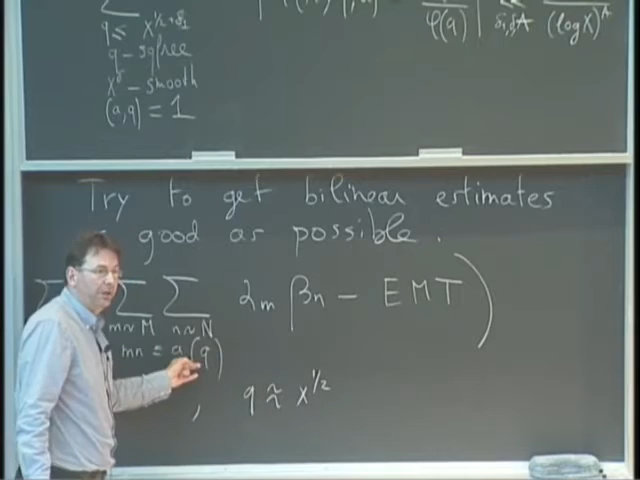 Σ
q ≤ x^{1/2+δ_1}
q - sqfree
x^δ - smooth
(a,q) = 1
φ(q) | ≪ (log x)^A
Try to get bilinear estimates
good as possible.
Σ Σ Σ α_m β_n - EMT )
m~M n~N
mn ≡ a (q)
, q ≈ x^{1/2}